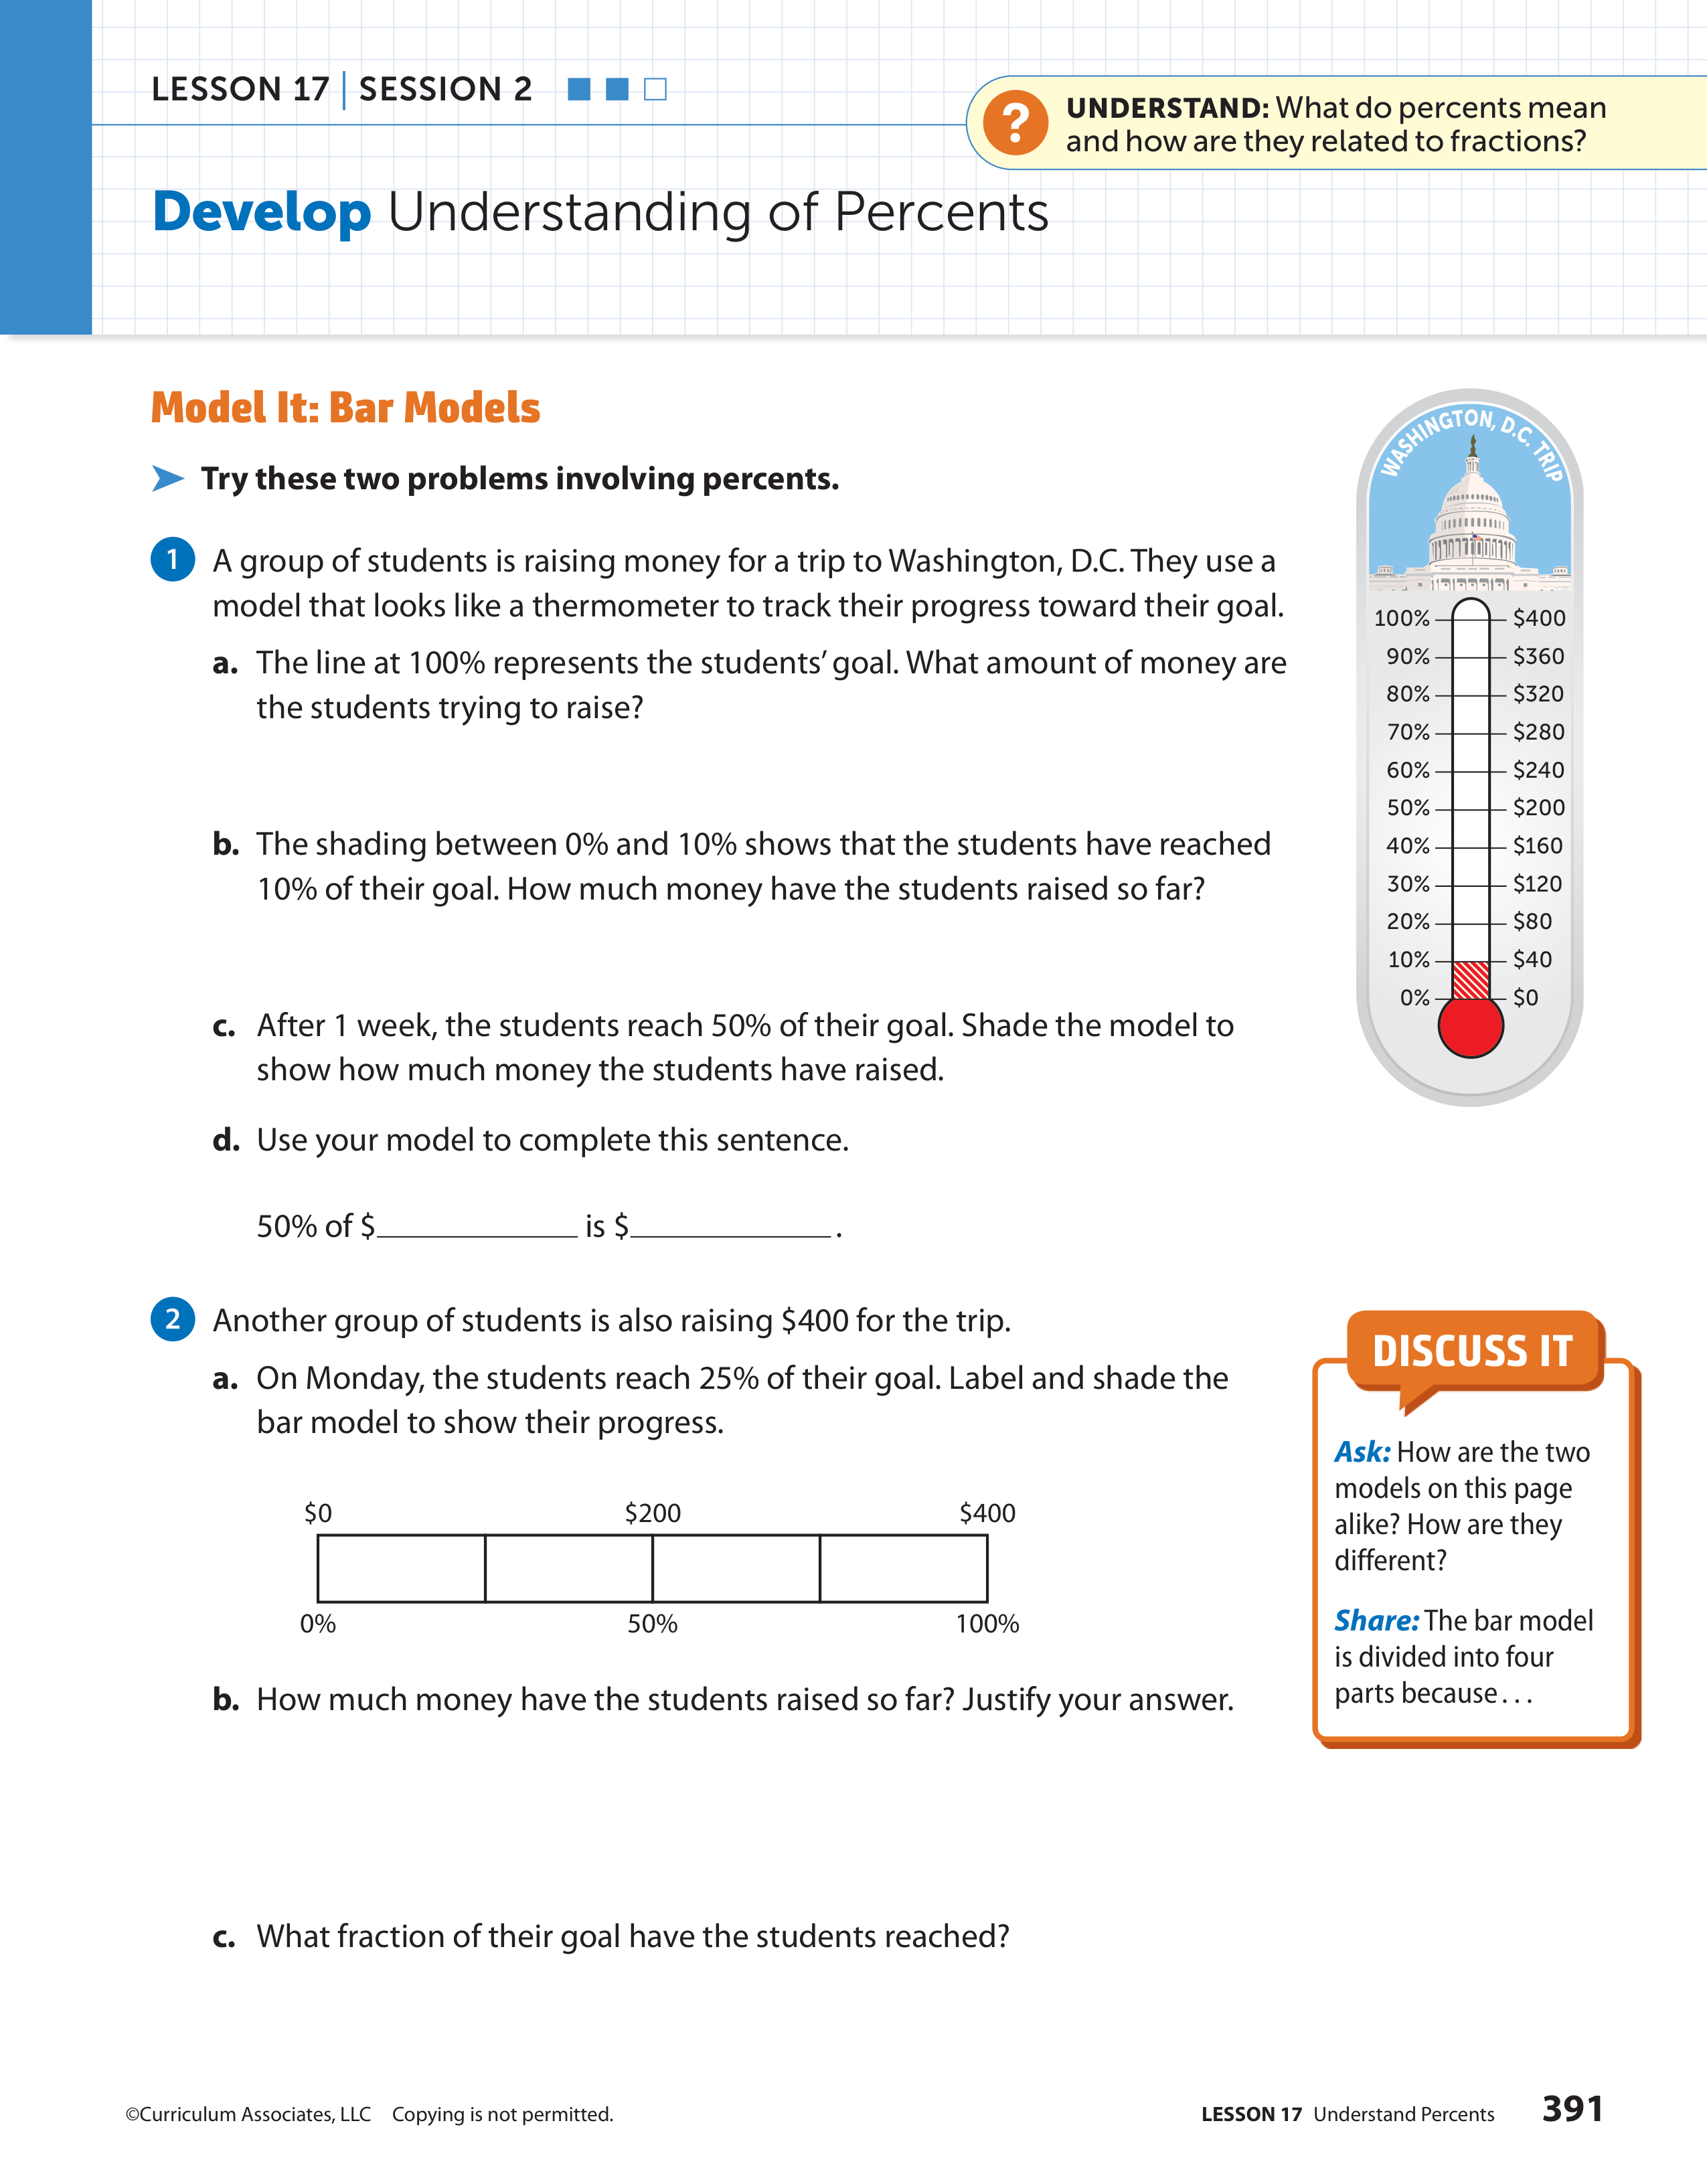 LESSON 17 | SESSION 2
? UNDERSTAND: What do percents mean
and how are they related to fractions?
Develop Understanding of Percents
Model It: Bar Models
Try these two problems involving percents.
1 A group of students is raising money for a trip to Washington, D.C. They use a
model that looks like a thermometer to track their progress toward their goal.
a. The line at 100% represents the students' goal. What amount of money are
the students trying to raise?
b. The shading between 0% and 10% shows that the students have reached
10% of their goal. How much money have the students raised so far?
c. After 1 week, the students reach 50% of their goal. Shade the model to
show how much money the students have raised.
d. Use your model to complete this sentence.
50% of $____________ is $____________.
WASHINGTON, D.C. TRIP
100% $400
90% $360
80% $320
70% $280
60% $240
50% $200
40% $160
30% $120
20% $80
10% $40
0% $0
2 Another group of students is also raising $400 for the trip.
a. On Monday, the students reach 25% of their goal. Label and shade the
bar model to show their progress.
$0 $200 $400
0% 50% 100%
b. How much money have the students raised so far? Justify your answer.
c. What fraction of their goal have the students reached?
DISCUSS IT
Ask: How are the two
models on this page
alike? How are they
different?
Share: The bar model
is divided into four
parts because . . .
©Curriculum Associates, LLC Copying is not permitted.
LESSON 17 Understand Percents 391